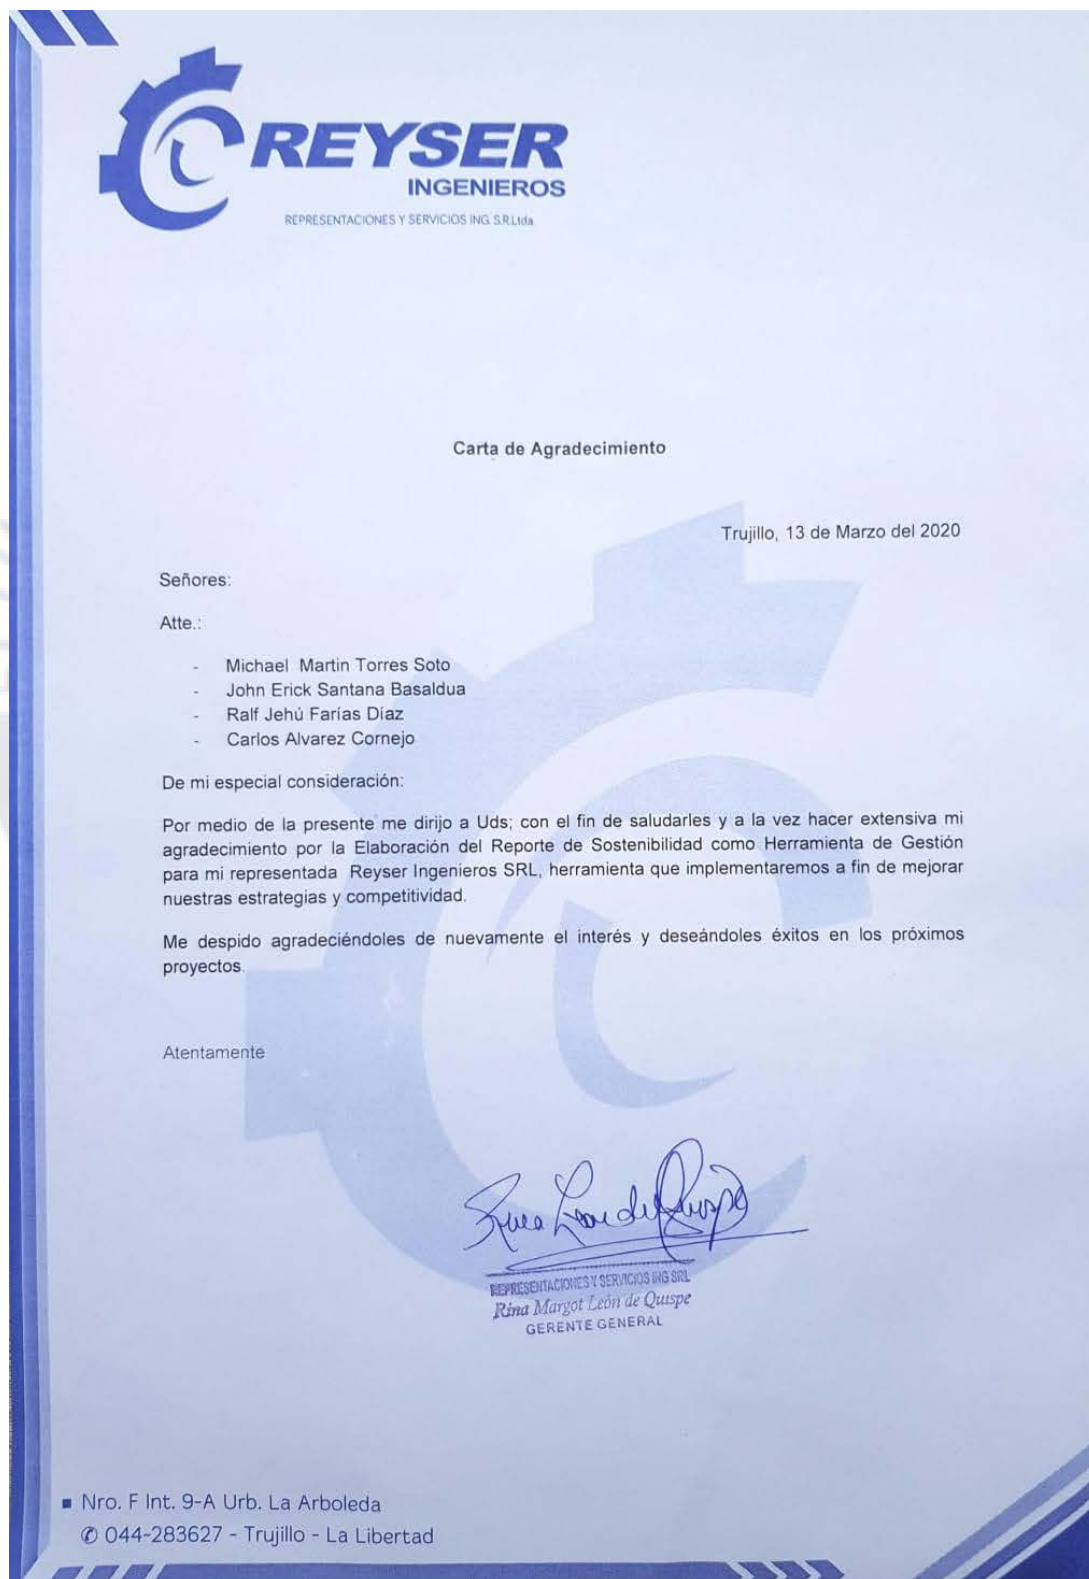 REYSER
INGENIEROS
REPRESENTACIONES Y SERVICIOS ING. S.R.Ltda
Carta de Agradecimiento
Trujillo, 13 de Marzo del 2020
Señores:
Atte.:
- Michael Martin Torres Soto
- John Erick Santana Basaldua
- Ralf Jehú Farías Díaz
- Carlos Alvarez Cornejo
De mi especial consideración:
Por medio de la presente me dirijo a Uds; con el fin de saludarles y a la vez hacer extensiva mi
agradecimiento por la Elaboración del Reporte de Sostenibilidad como Herramienta de Gestión
para mi representada Reyser Ingenieros SRL, herramienta que implementaremos a fin de mejorar
nuestras estrategias y competitividad.
Me despido agradeciéndoles de nuevamente el interés y deseándoles éxitos en los próximos
proyectos.
Atentamente
REPRESENTACIONES Y SERVICIOS ING SRL
Rina Margot León de Quispe
GERENTE GENERAL
Nro. F Int. 9-A Urb. La Arboleda
✆ 044-283627 - Trujillo - La Libertad